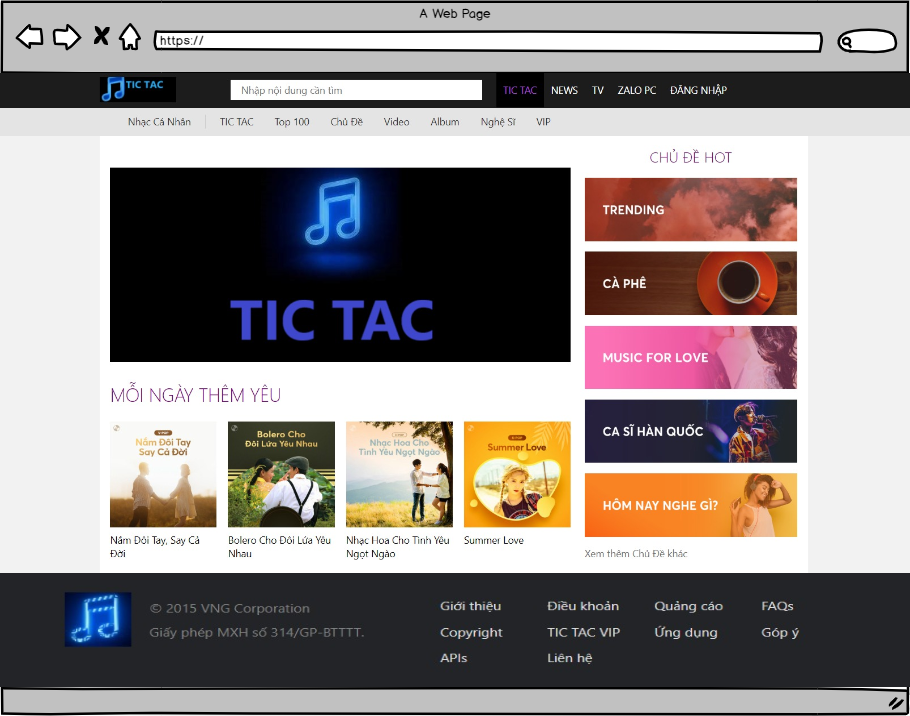 A Web Page
https://
TIC TAC
Nhập nội dung cần tìm
TIC TAC NEWS TV ZALO PC ĐĂNG NHẬP
Nhạc Cá Nhân TIC TAC Top 100 Chủ Đề Video Album Nghệ Sĩ VIP
TIC TAC
MỖI NGÀY THÊM YÊU
Nắm Đôi Tay
Say Cả Đời
Nắm Đôi Tay, Say Cả
Đời
Bolero Cho
Đôi Lứa Yêu Nhau
Bolero Cho Đôi Lứa Yêu
Nhau
Nhạc Hoa Cho
Tình Yêu Ngọt Ngào
Nhạc Hoa Cho Tình Yêu
Ngọt Ngào
Summer Love
Summer Love
CHỦ ĐỀ HOT
TRENDING
CÀ PHÊ
MUSIC FOR LOVE
CA SĨ HÀN QUỐC
HÔM NAY NGHE GÌ?
Xem thêm Chủ Đề khác
© 2015 VNG Corporation
Giấy phép MXH số 314/GP-BTTTT.
Giới thiệu Điều khoản Quảng cáo FAQs
Copyright TIC TAC VIP Ứng dụng Góp ý
APIs Liên hệ